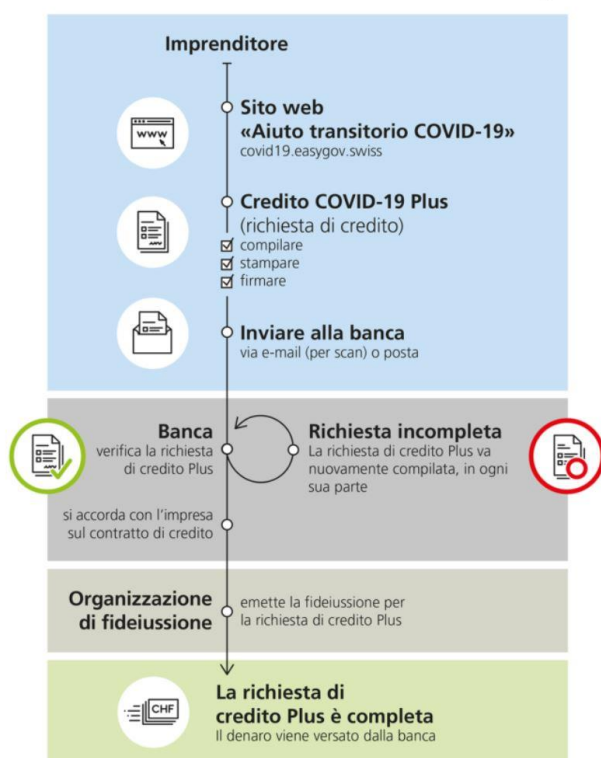 Imprenditore
www
Sito web
«Aiuto transitorio COVID-19»
covid19.easygov.swiss
Credito COVID-19 Plus
(richiesta di credito)
compilare
stampare
firmare
Inviare alla banca
via e-mail (per scan) o posta
Banca
verifica la richiesta
di credito Plus
Richiesta incompleta
La richiesta di credito Plus va
nuovamente compilata, in ogni
sua parte
si accorda con l'impresa
sul contratto di credito
Organizzazione
di fideiussione
emette la fideiussione per
la richiesta di credito Plus
CHF
La richiesta di
credito Plus è completa
Il denaro viene versato dalla banca